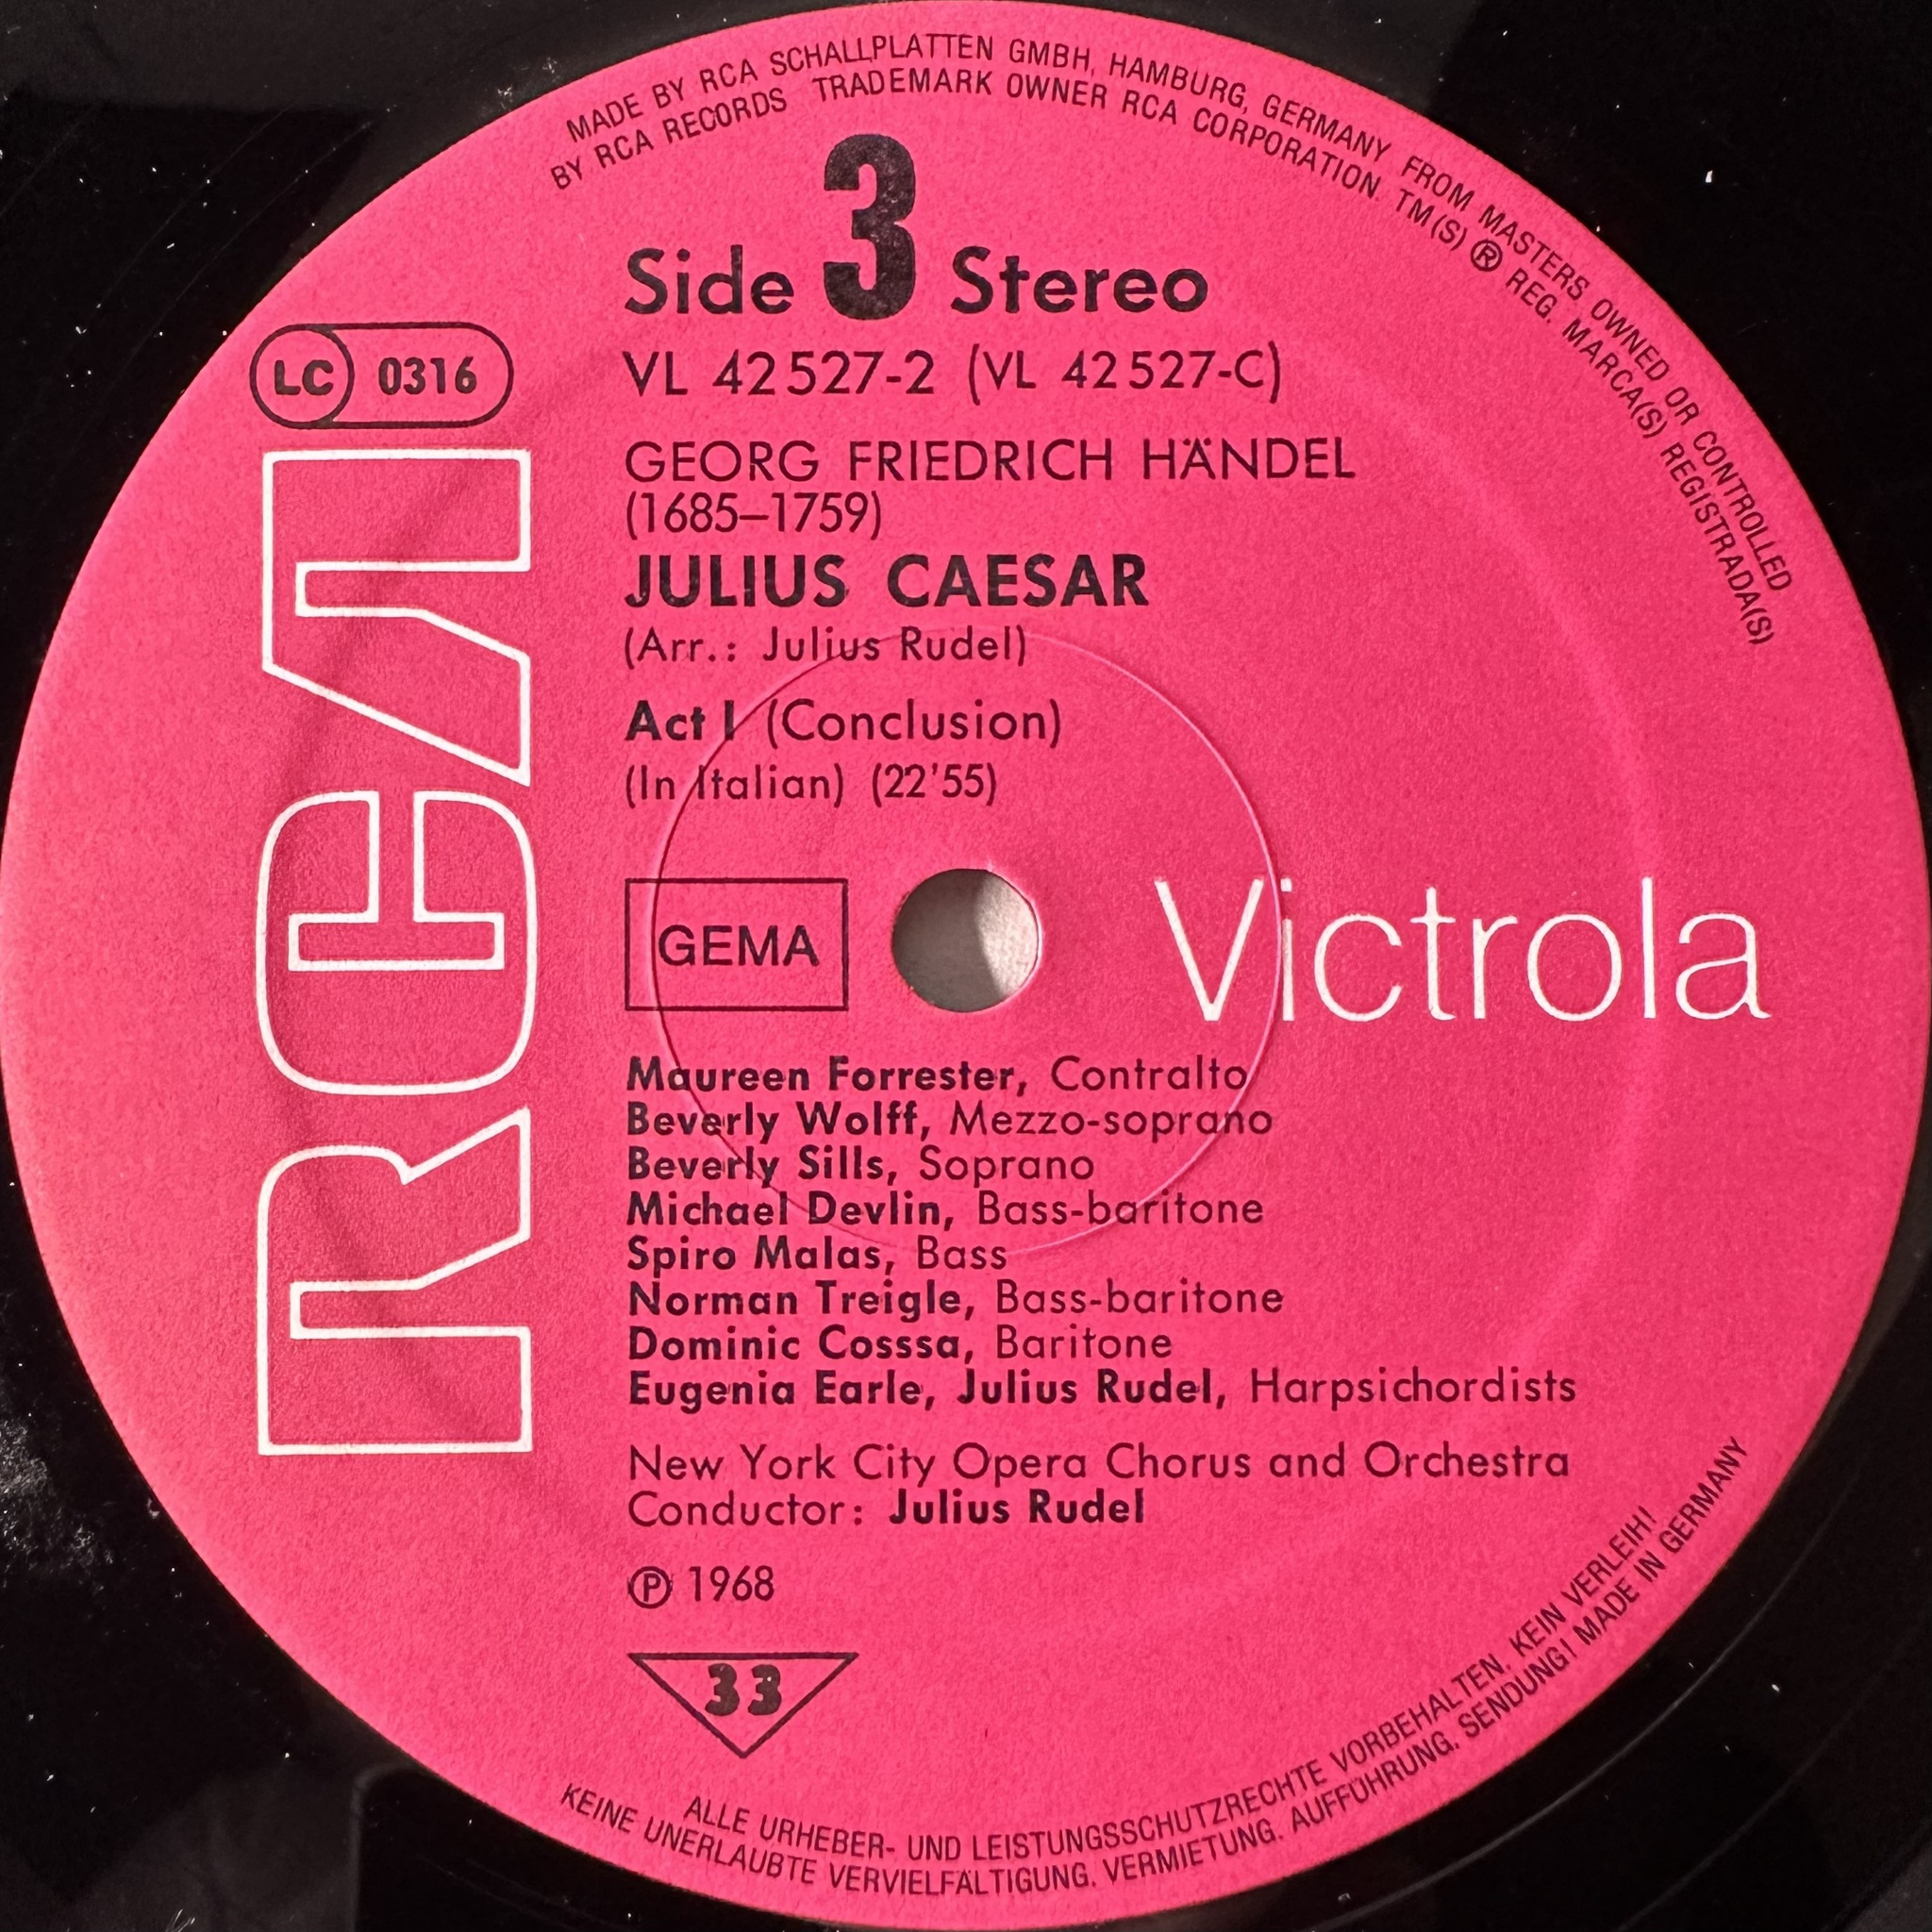 MADE BY RCA SCHALLPLATTEN GMBH, HAMBURG, GERMANY FROM MASTERS OWNED OR CONTROLLED
BY RCA RECORDS TRADEMARK OWNER RCA CORPORATION. TM(S) ® REG. MARCA(S) REGISTRADA(S)
Side 3 Stereo
VL 42527-2 (VL 42527-C)
LC 0316
GEORG FRIEDRICH HÄNDEL
(1685–1759)
JULIUS CAESAR
(Arr.: Julius Rudel)
Act I (Conclusion)
(In Italian) (22'55)
RCA
GEMA
Victrola
Maureen Forrester, Contralto
Beverly Wolff, Mezzo-soprano
Beverly Sills, Soprano
Michael Devlin, Bass-baritone
Spiro Malas, Bass
Norman Treigle, Bass-baritone
Dominic Cosssa, Baritone
Eugenia Earle, Julius Rudel, Harpsichordists
New York City Opera Chorus and Orchestra
Conductor: Julius Rudel
℗ 1968
33
ALLE URHEBER- UND LEISTUNGSSCHUTZRECHTE VORBEHALTEN. KEIN VERLEIH!
KEINE UNERLAUBTE VERVIELFÄLTIGUNG. VERMIETUNG. AUFFÜHRUNG, SENDUNG! MADE IN GERMANY